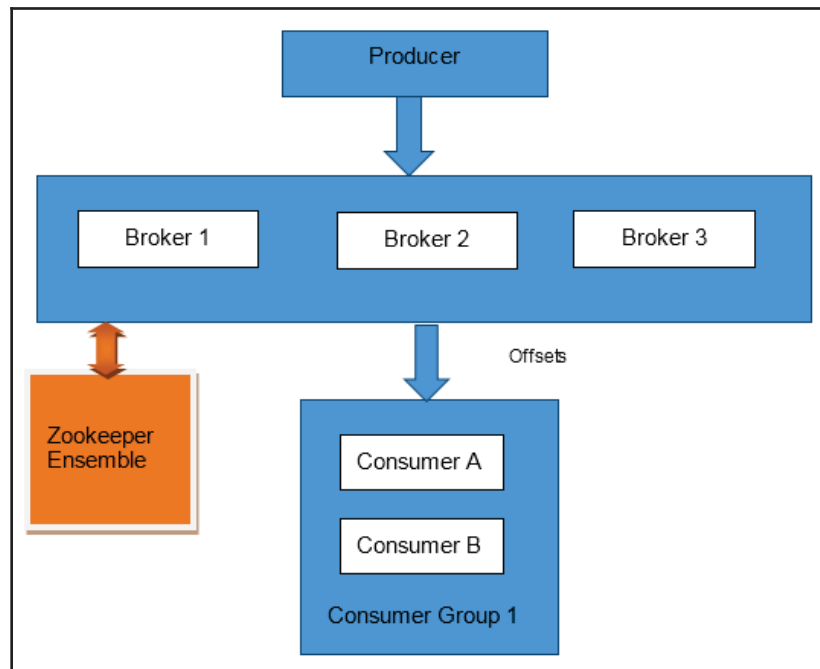 Producer
Broker 1
Broker 2
Broker 3
Offsets
Zookeeper
Ensemble
Consumer A
Consumer B
Consumer Group 1